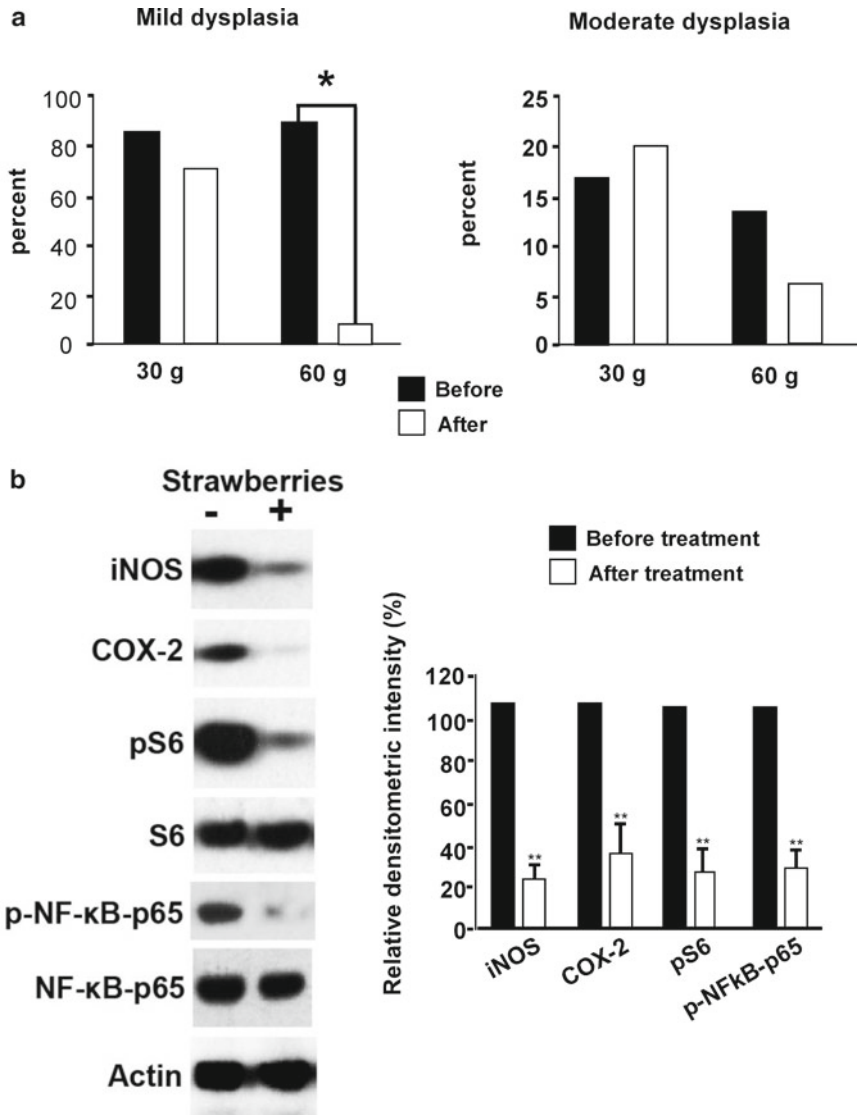 a
Mild dysplasia
Moderate dysplasia
percent
100
80
60
40
20
0
*
30 g
60 g
percent
25
20
15
10
5
0
30 g
60 g
Before
After
b
Strawberries
- +
iNOS
COX-2
pS6
S6
p-NF-κB-p65
NF-κB-p65
Actin
Before treatment
After treatment
Relative densitometric intensity (%)
120
100
80
60
40
20
0
**
**
**
**
iNOS
COX-2
pS6
p-NFkB-p65